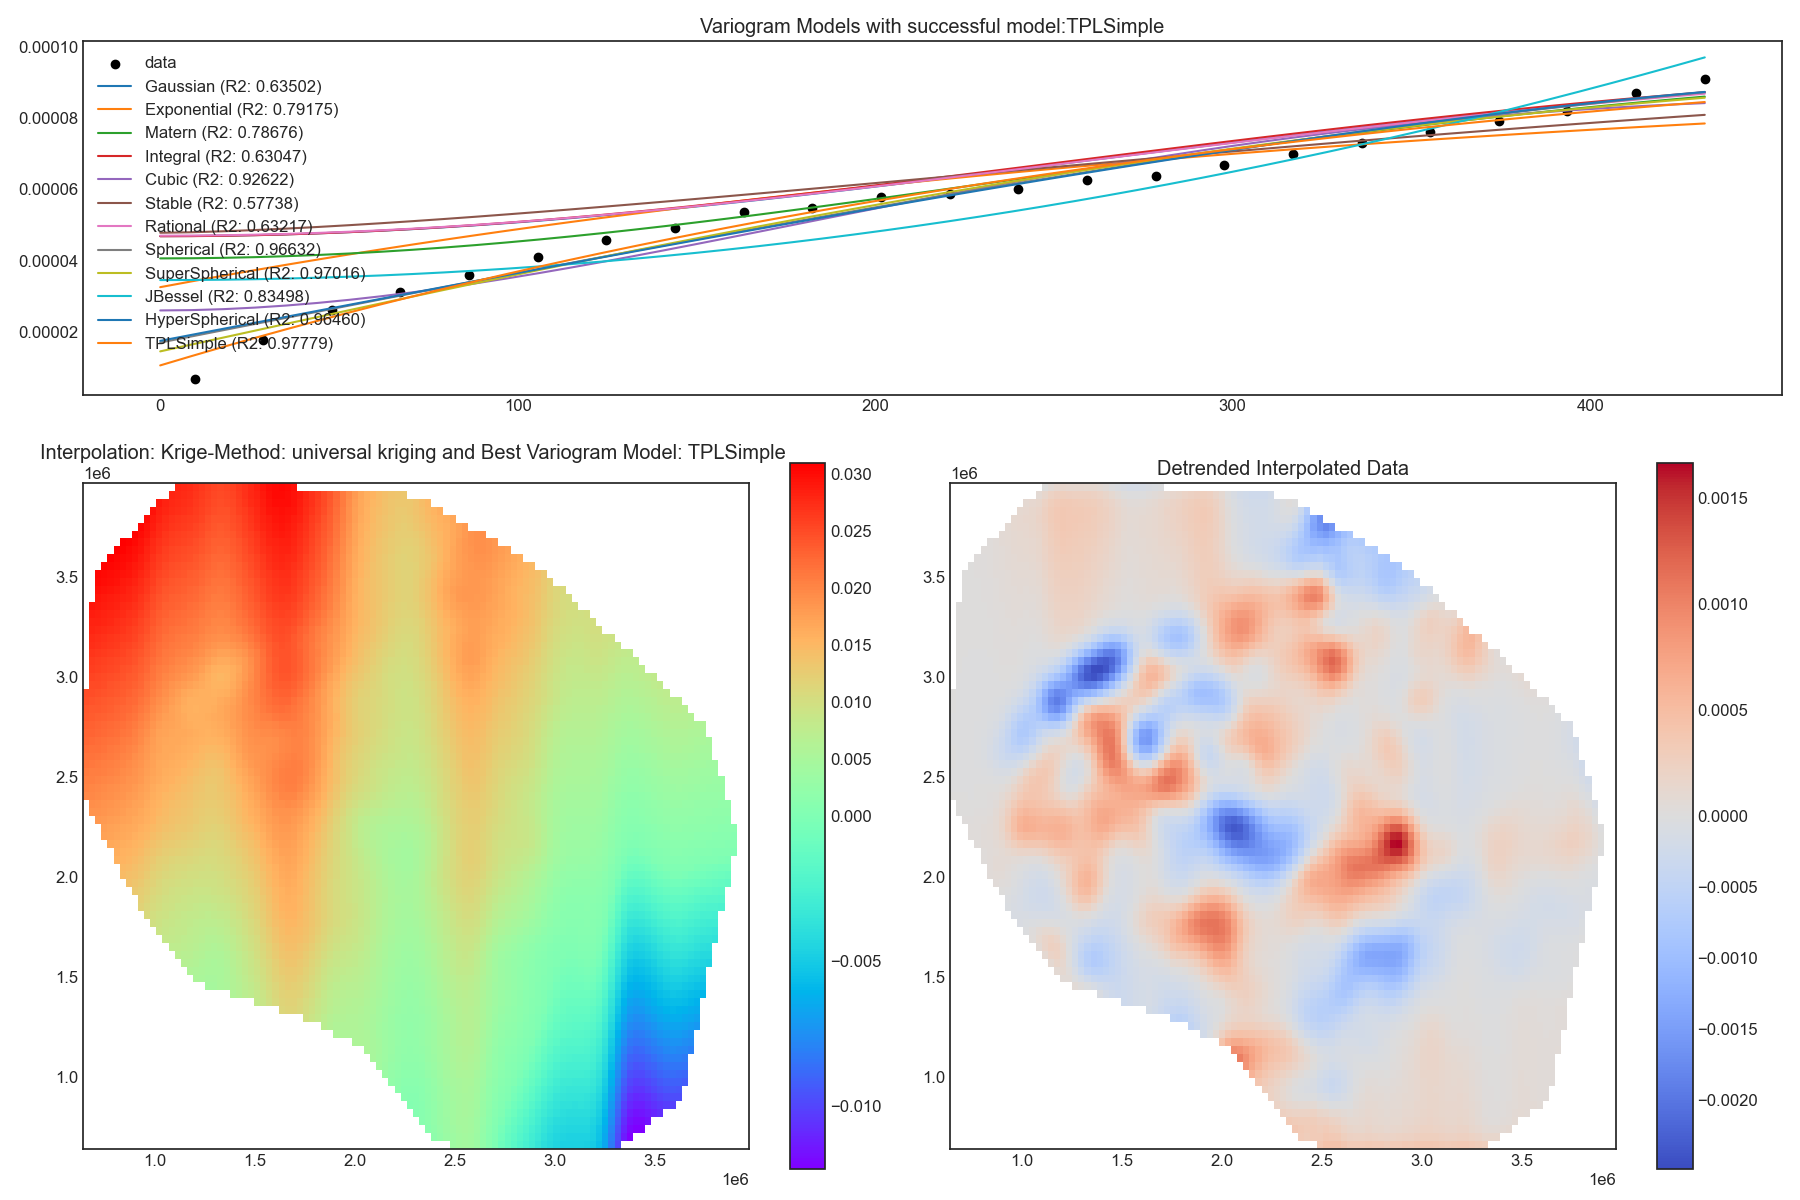 Variogram Models with successful model:TPLSimple
0.00010
0.00008
0.00006
0.00004
0.00002
data
Gaussian (R2: 0.63502)
Exponential (R2: 0.79175)
Matern (R2: 0.78676)
Integral (R2: 0.63047)
Cubic (R2: 0.92622)
Stable (R2: 0.57738)
Rational (R2: 0.63217)
Spherical (R2: 0.96632)
SuperSpherical (R2: 0.97016)
JBessel (R2: 0.83498)
HyperSpherical (R2: 0.96460)
TPLSimple (R2: 0.97779)
0 100 200 300 400
Interpolation: Krige-Method: universal kriging and Best Variogram Model: TPLSimple
1e6
3.5
3.0
2.5
2.0
1.5
1.0
1.0 1.5 2.0 2.5 3.0 3.5
1e6
0.030
0.025
0.020
0.015
0.010
0.005
0.000
−0.005
−0.010
Detrended Interpolated Data
1e6
3.5
3.0
2.5
2.0
1.5
1.0
1.0 1.5 2.0 2.5 3.0 3.5
1e6
0.0015
0.0010
0.0005
0.0000
−0.0005
−0.0010
−0.0015
−0.0020